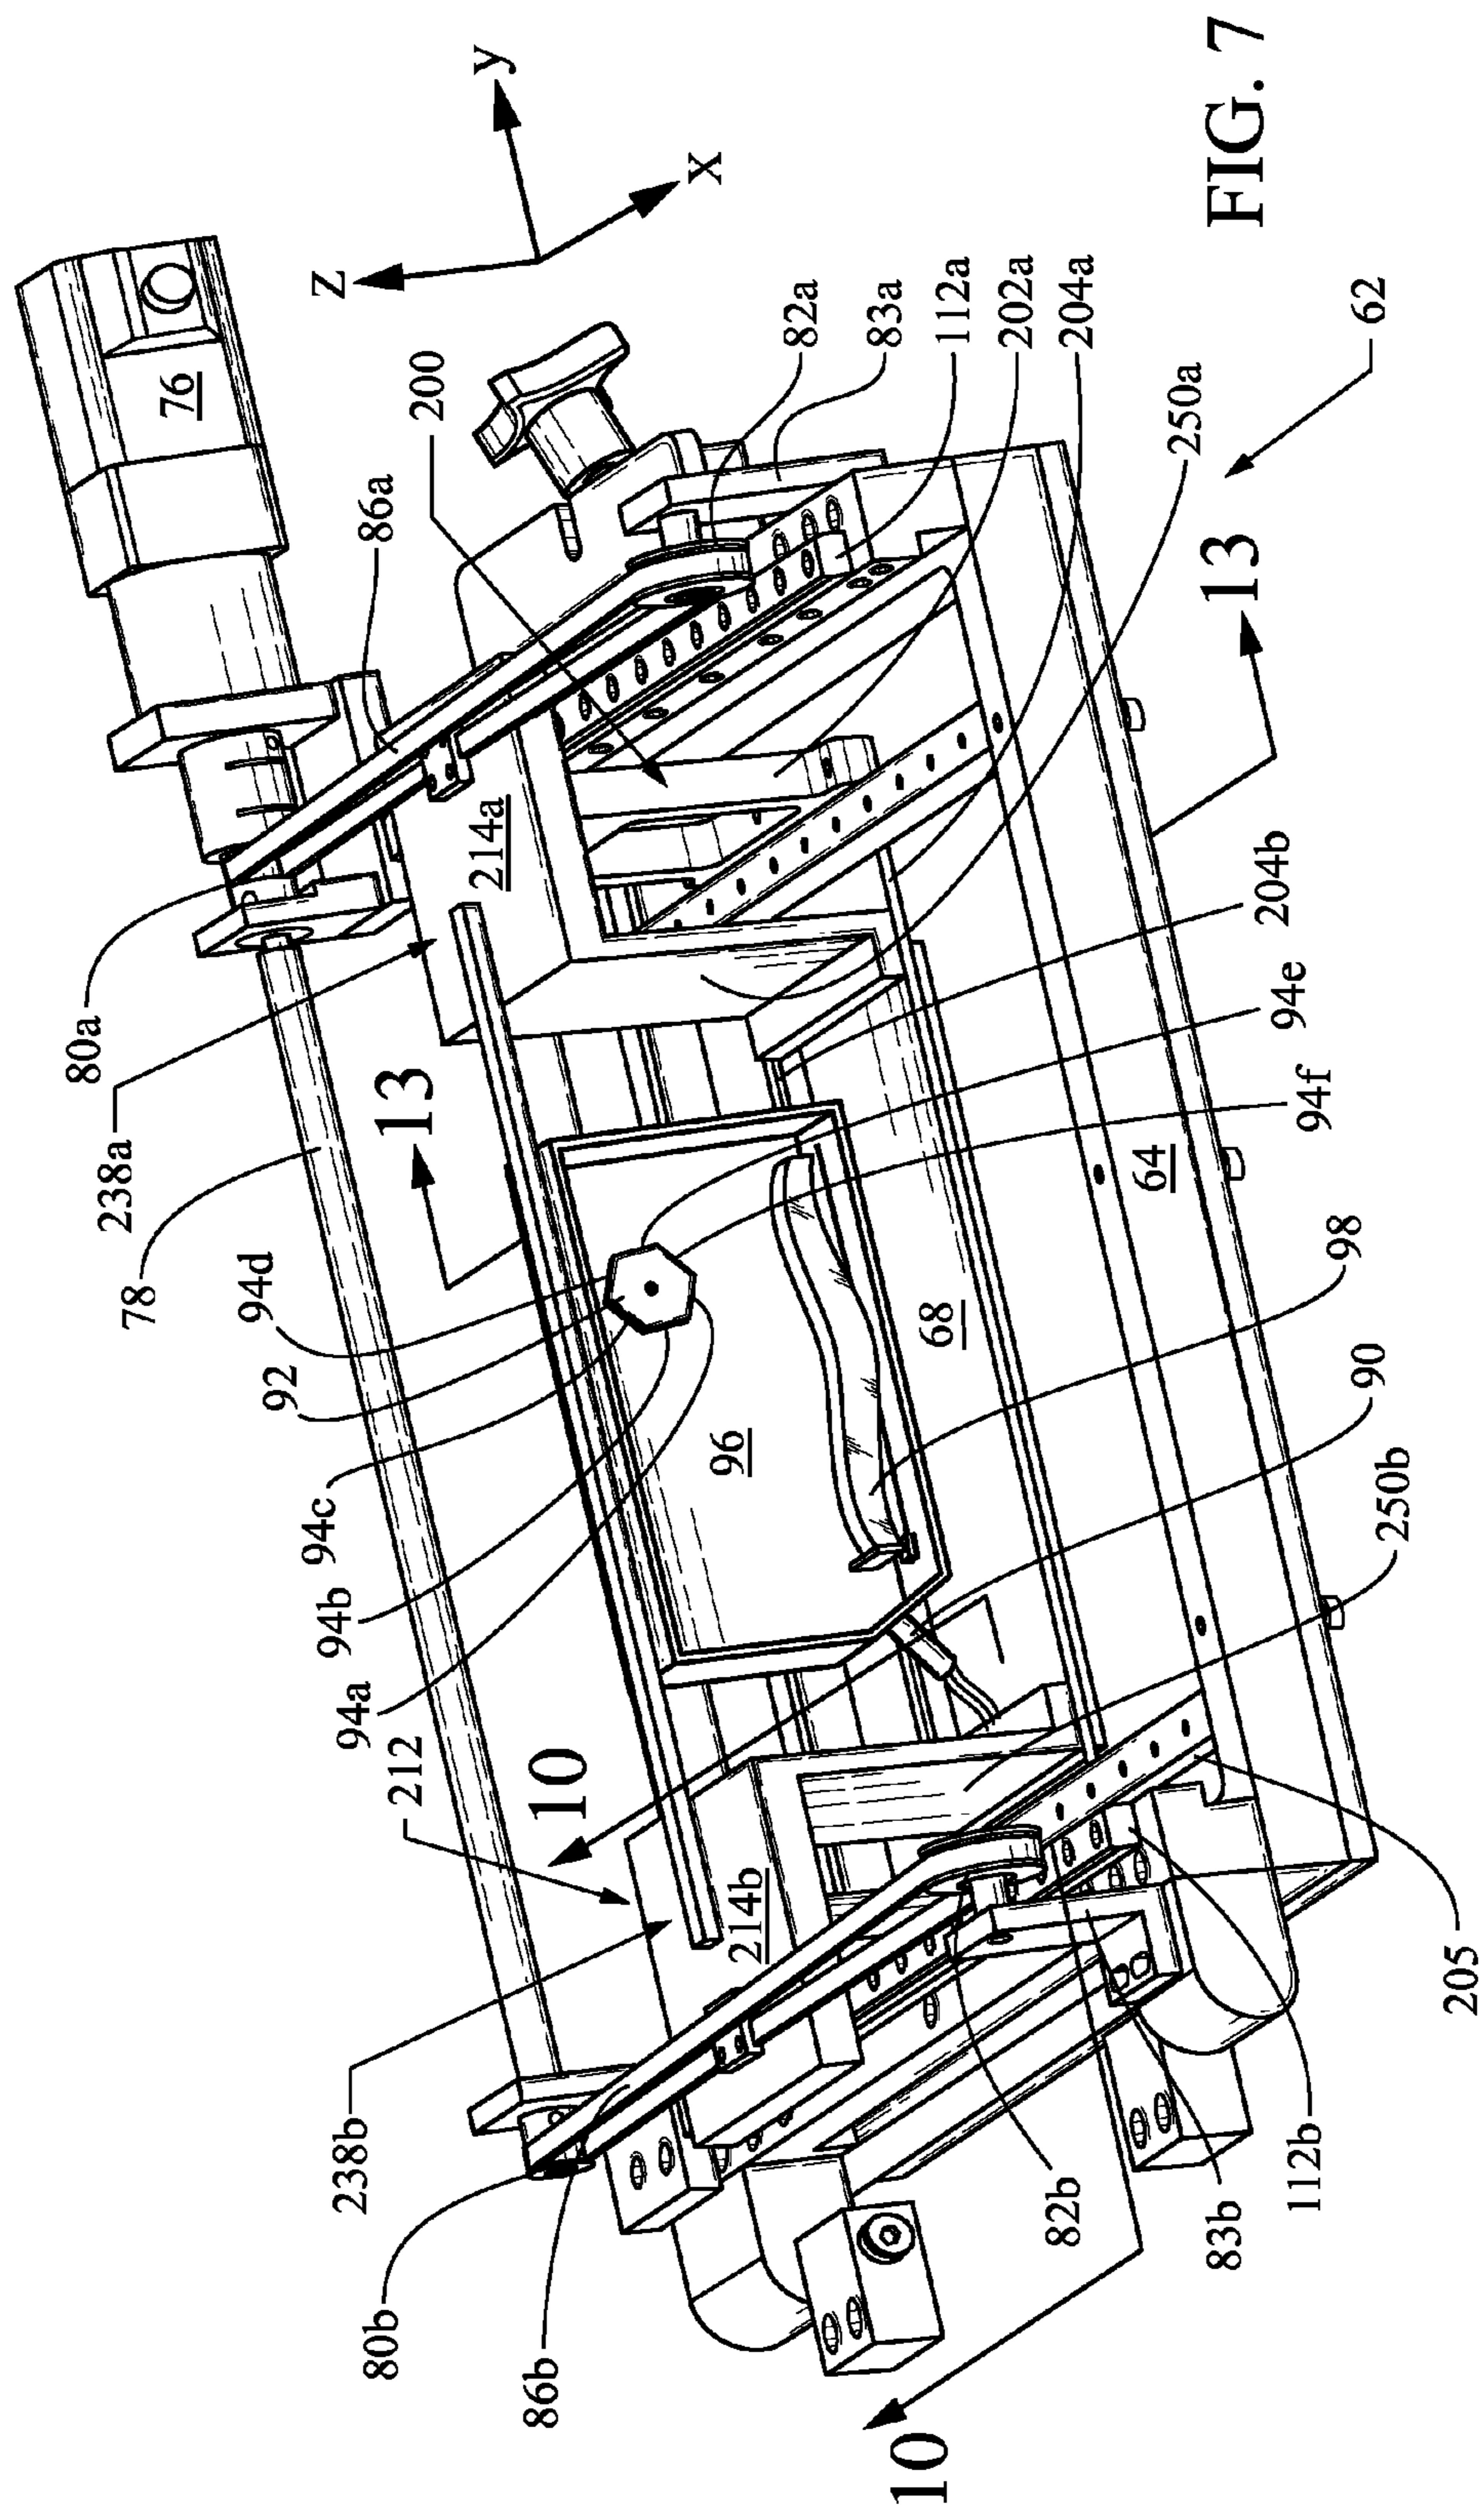 80b
86b
238b
212
94a
94b
94c
92
94d
78
238a
80a
86a
200
76
z
y
x
82a
83a
112a
202a
204a
250a
62
13
204b
94e
94f
98
90
250b
205
112b
83b
82b
10
10
13
214a
214b
96
68
64
FIG. 7